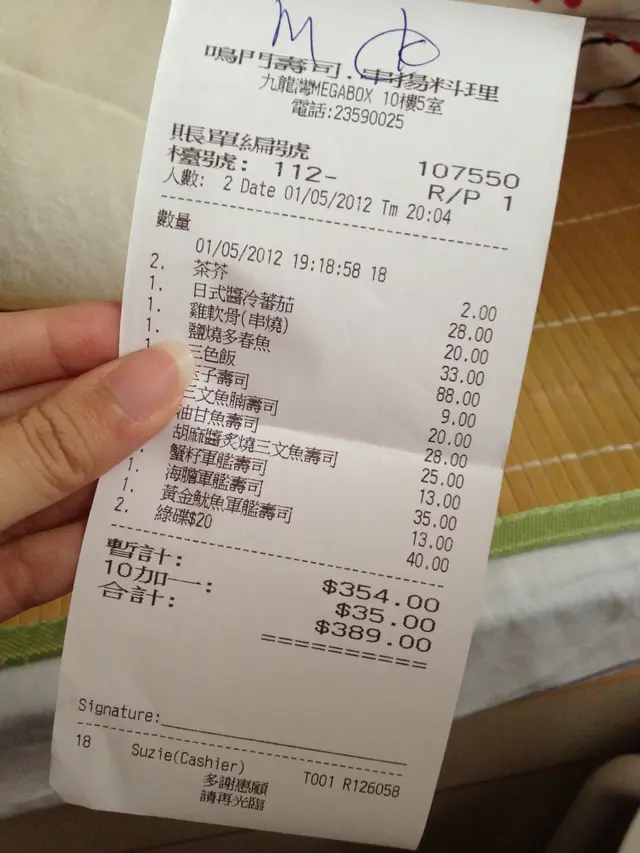 鳴門壽司.串揚料理
九龍灣MEGABOX 10樓5室
電話:23590025
賬單編號 107550
檯號: 112- R/P 1
人數: 2 Date 01/05/2012 Tm 20:04
數量
01/05/2012 19:18:58 18
2. 茶芥 2.00
1. 日式醬冷蕃茄 28.00
1. 雞軟骨(串燒) 20.00
1. 鹽燒多春魚 33.00
三色飯 88.00
玉子壽司 9.00
三文魚腩壽司 20.00
油甘魚壽司 28.00
胡麻醬炙燒三文魚壽司 25.00
蟹籽軍艦壽司 13.00
1. 海膽軍艦壽司 35.00
1. 黃金魷魚軍艦壽司 13.00
2. 綠碟$20 40.00
暫計: $354.00
10加一: $35.00
合計: $389.00
==========
Signature:
18 Suzie(Cashier) T001 R126058
多謝惠顧
請再光臨